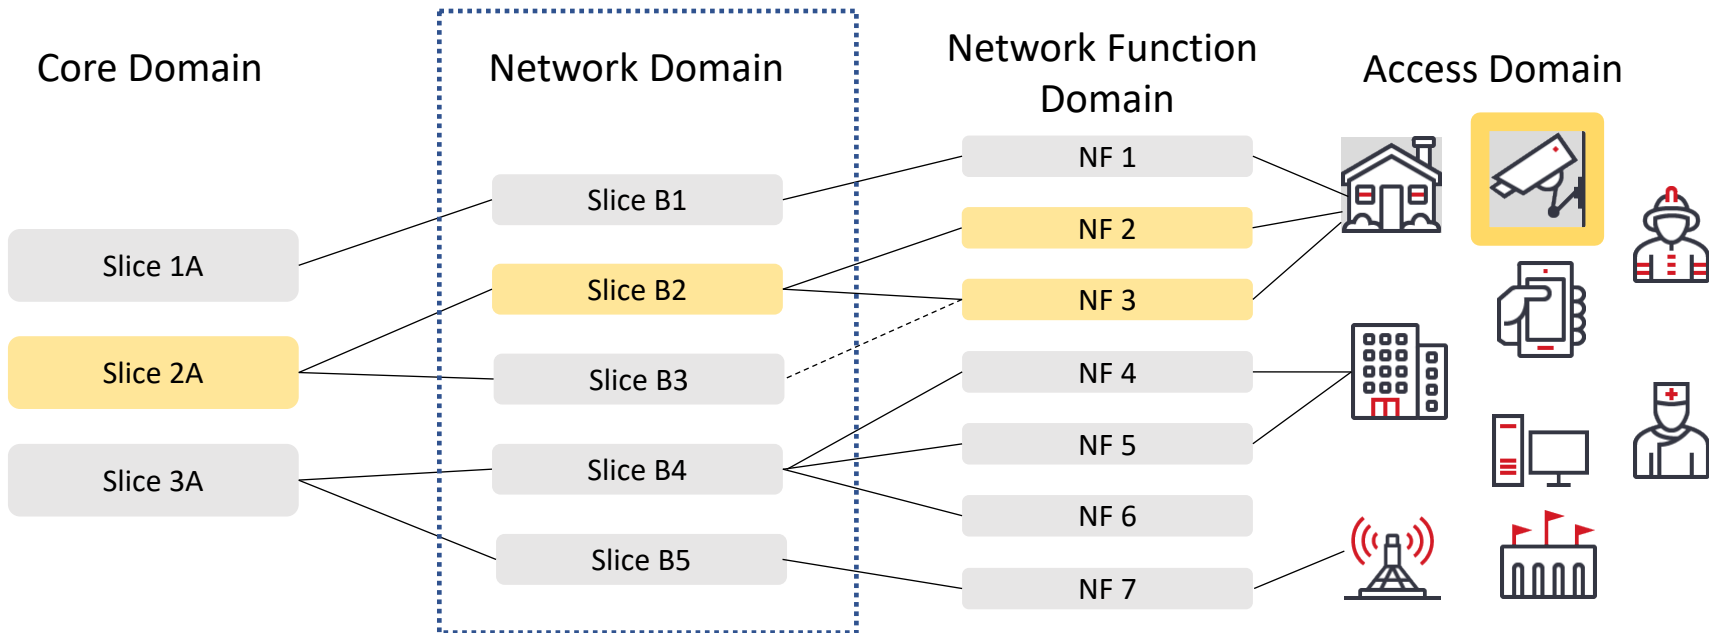 Core Domain
Network Domain
Network Function
Domain
Access Domain
Slice 1A
Slice 2A
Slice 3A
Slice B1
Slice B2
Slice B3
Slice B4
Slice B5
NF 1
NF 2
NF 3
NF 4
NF 5
NF 6
NF 7